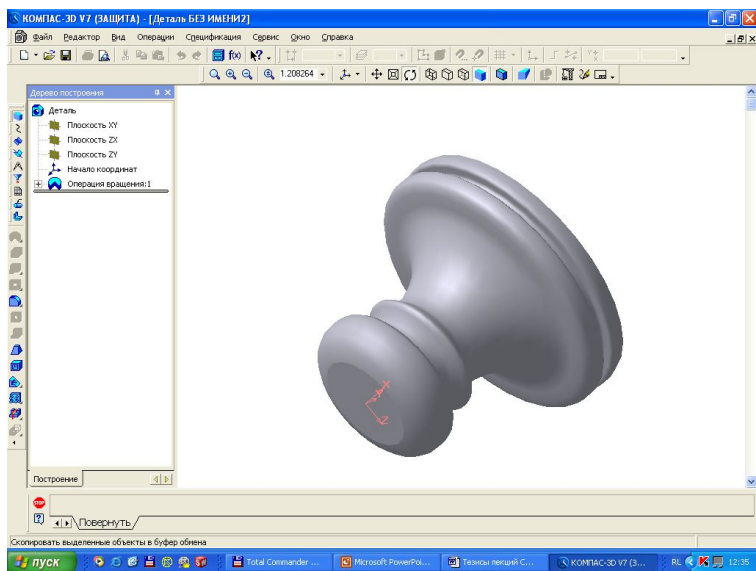 КОМПАС-3D V7 (ЗАЩИТА) - [Деталь БЕЗ ИМЕНИ2]
Файл Редактор Вид Операции Спецификация Сервис Окно Справка
1.208264
Дерево построения
Деталь
Плоскость XY
Плоскость ZX
Плоскость ZY
Начало координат
Операция вращения:1
Z
Построение
STOP
Повернуть
Скопировать выделенные объекты в буфер обмена
пуск Total Commander ... Microsoft PowerPoi... Тезисы лекций С... КОМПАС-3D V7 (З... RL 12:35